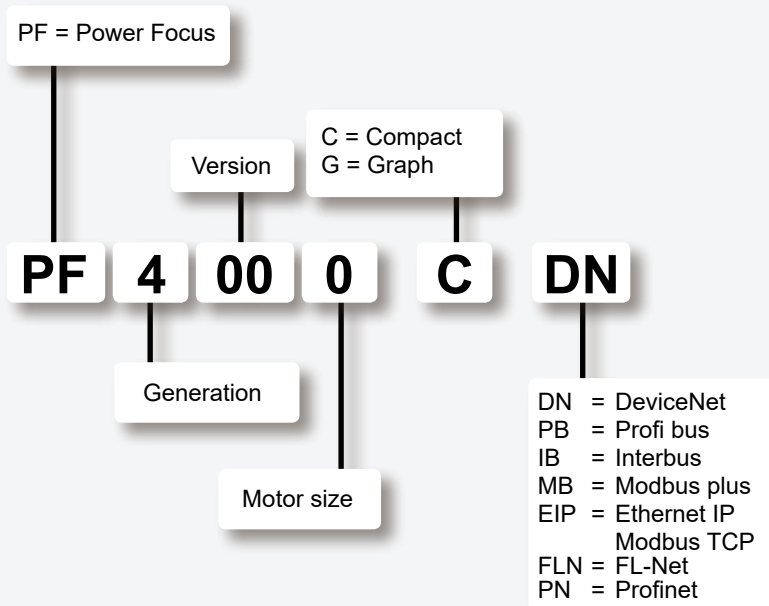 PF = Power Focus
Version
C = Compact
G = Graph
PF 4 00 0 C DN
Generation
Motor size
DN = DeviceNet
PB = Profi bus
IB = Interbus
MB = Modbus plus
EIP = Ethernet IP
Modbus TCP
FLN = FL-Net
PN = Profinet